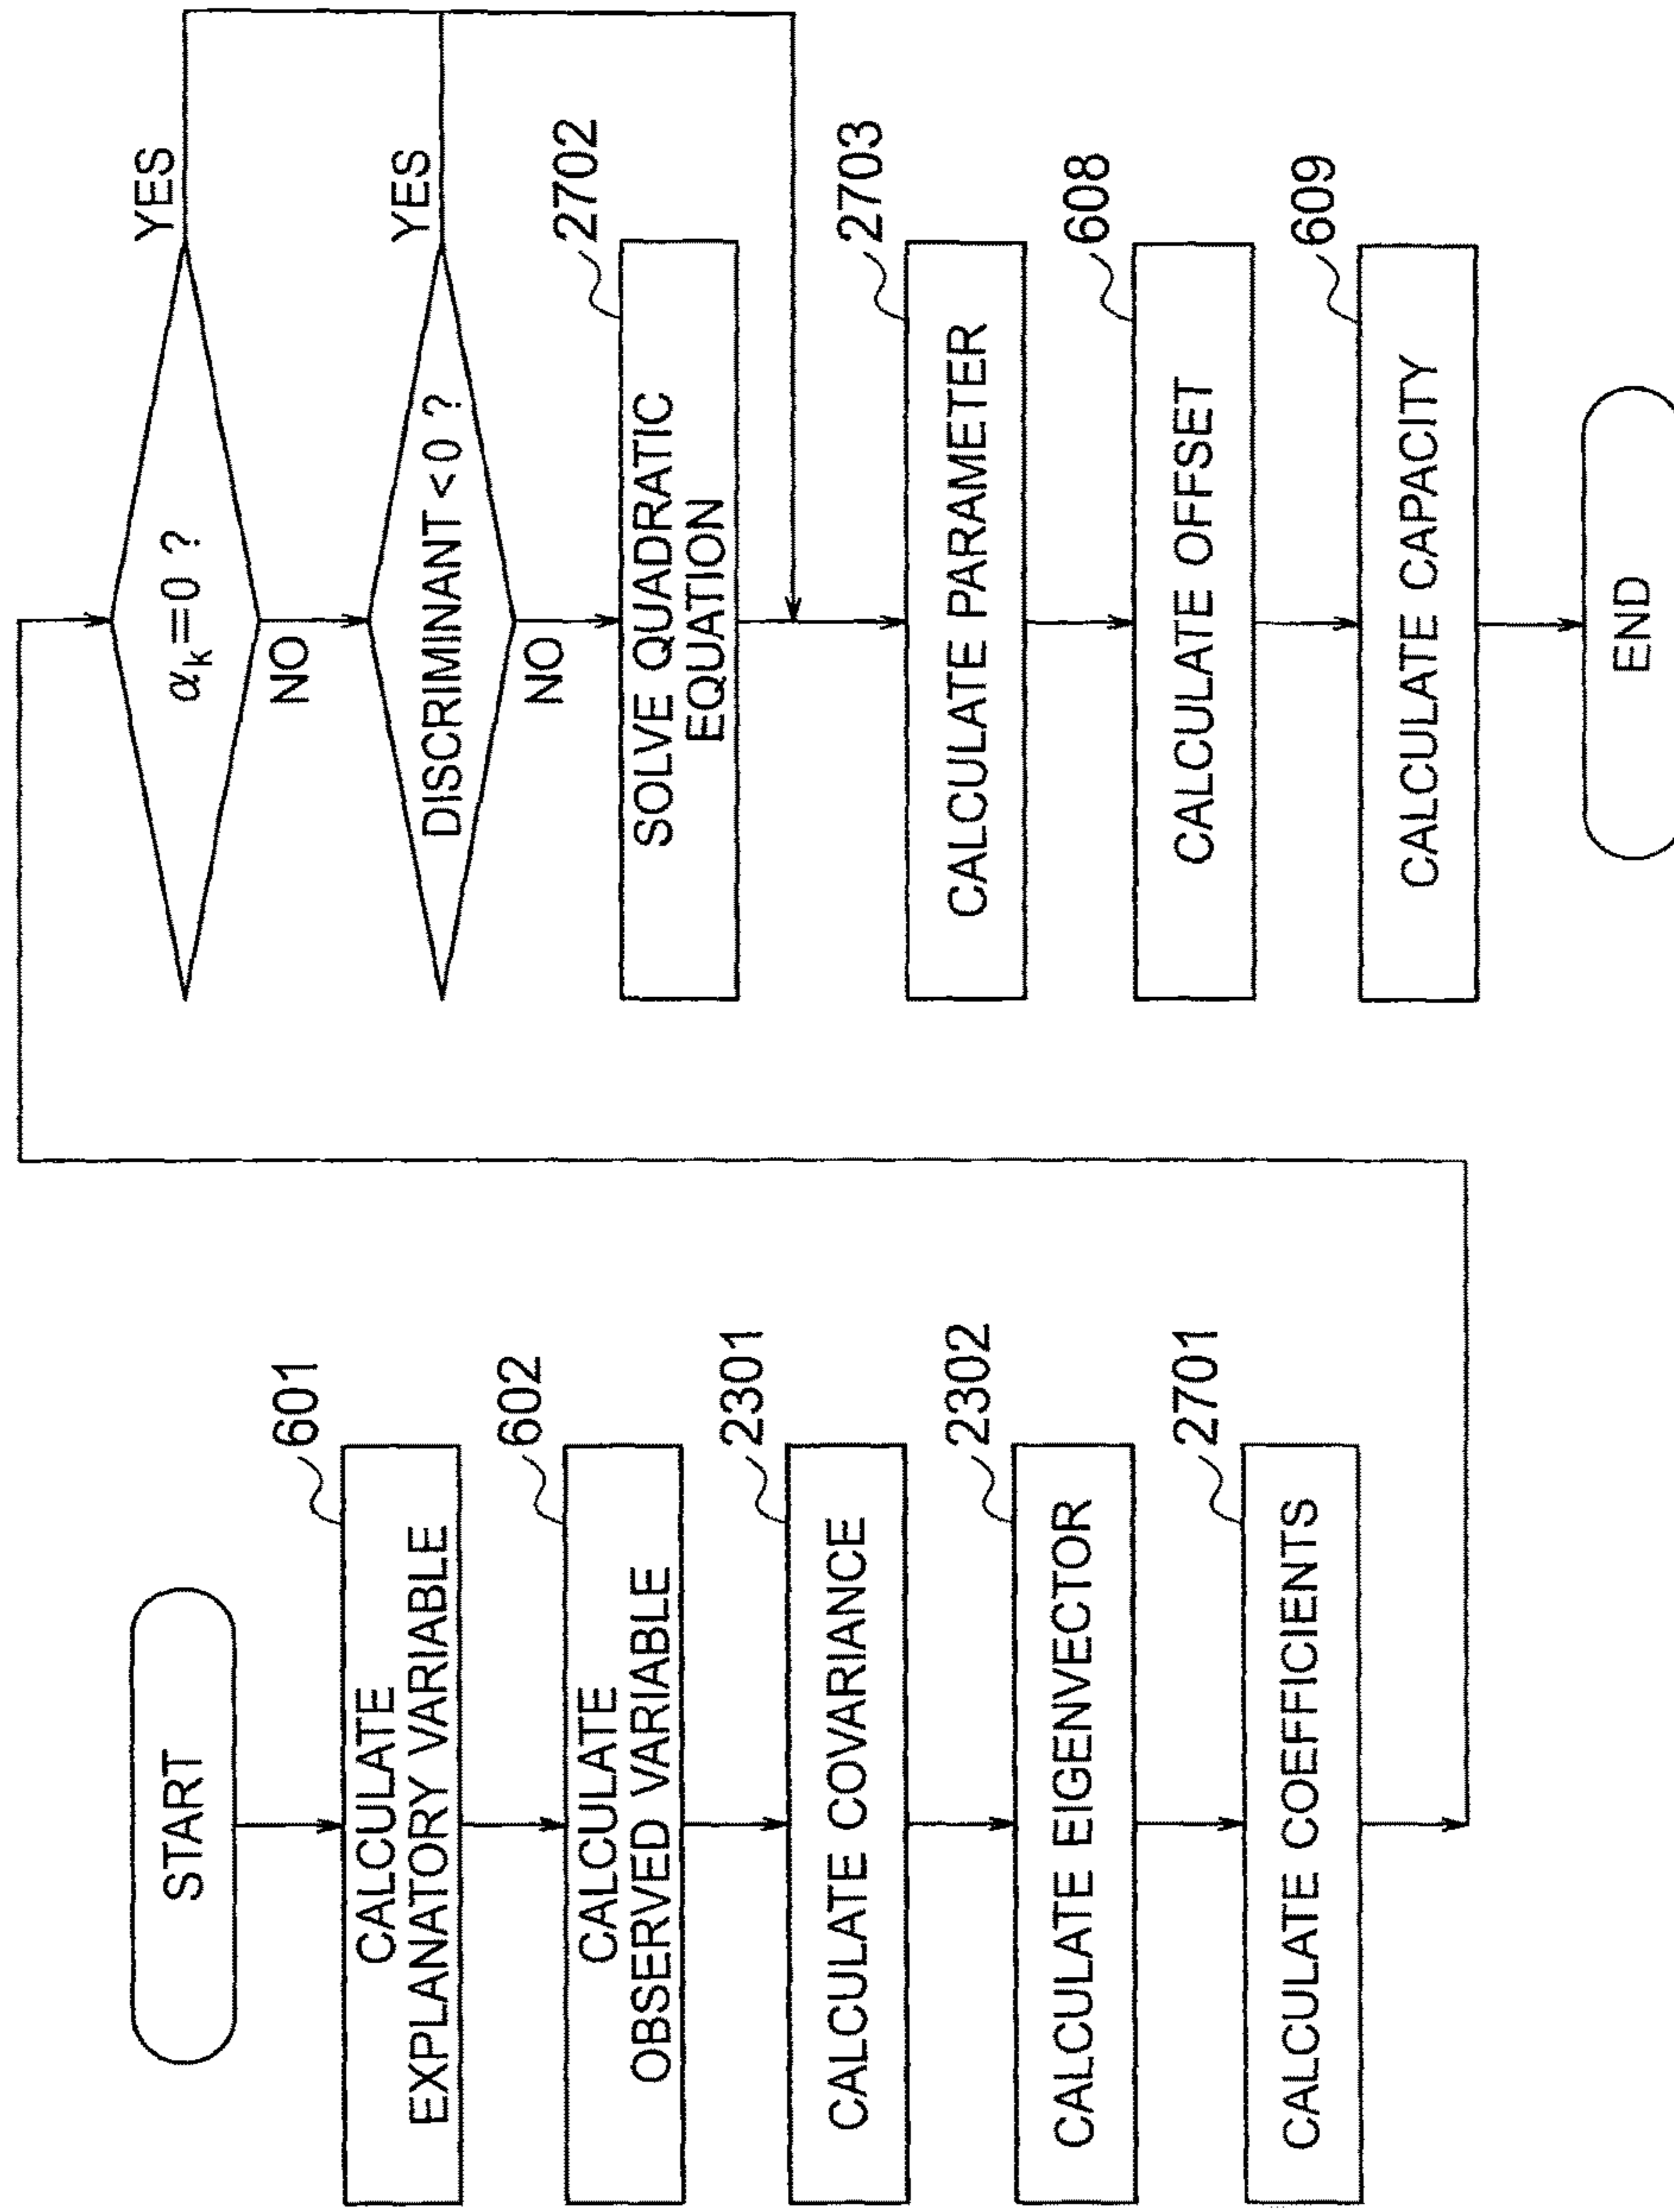 START
601
CALCULATE
EXPLANATORY VARIABLE
602
CALCULATE
OBSERVED VARIABLE
2301
CALCULATE COVARIANCE
2302
CALCULATE EIGENVECTOR
2701
CALCULATE COEFFICIENTS
αk=0 ?
YES
NO
DISCRIMINANT <0 ?
YES
NO
2702
SOLVE QUADRATIC
EQUATION
2703
CALCULATE PARAMETER
608
CALCULATE OFFSET
609
CALCULATE CAPACITY
END